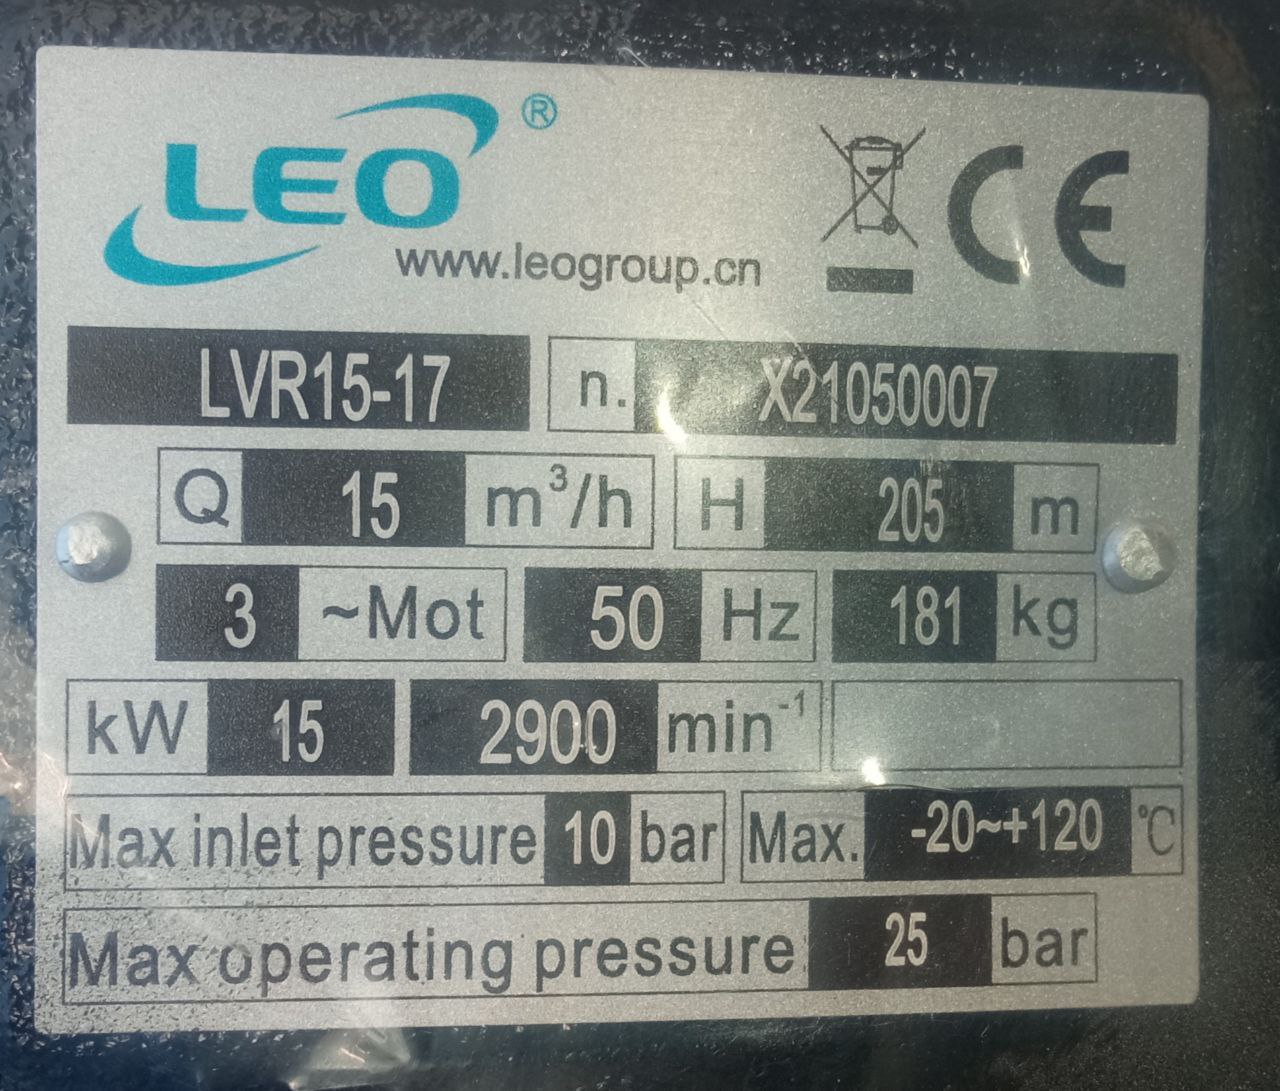 LEO ®
www.leogroup.cn
CE
LVR15-17 n. X21050007
Q 15 m³/h H 205 m
3 ~Mot 50 Hz 181 kg
kW 15 2900 min⁻¹
Max inlet pressure 10 bar Max. -20~+120 °C
Max operating pressure 25 bar